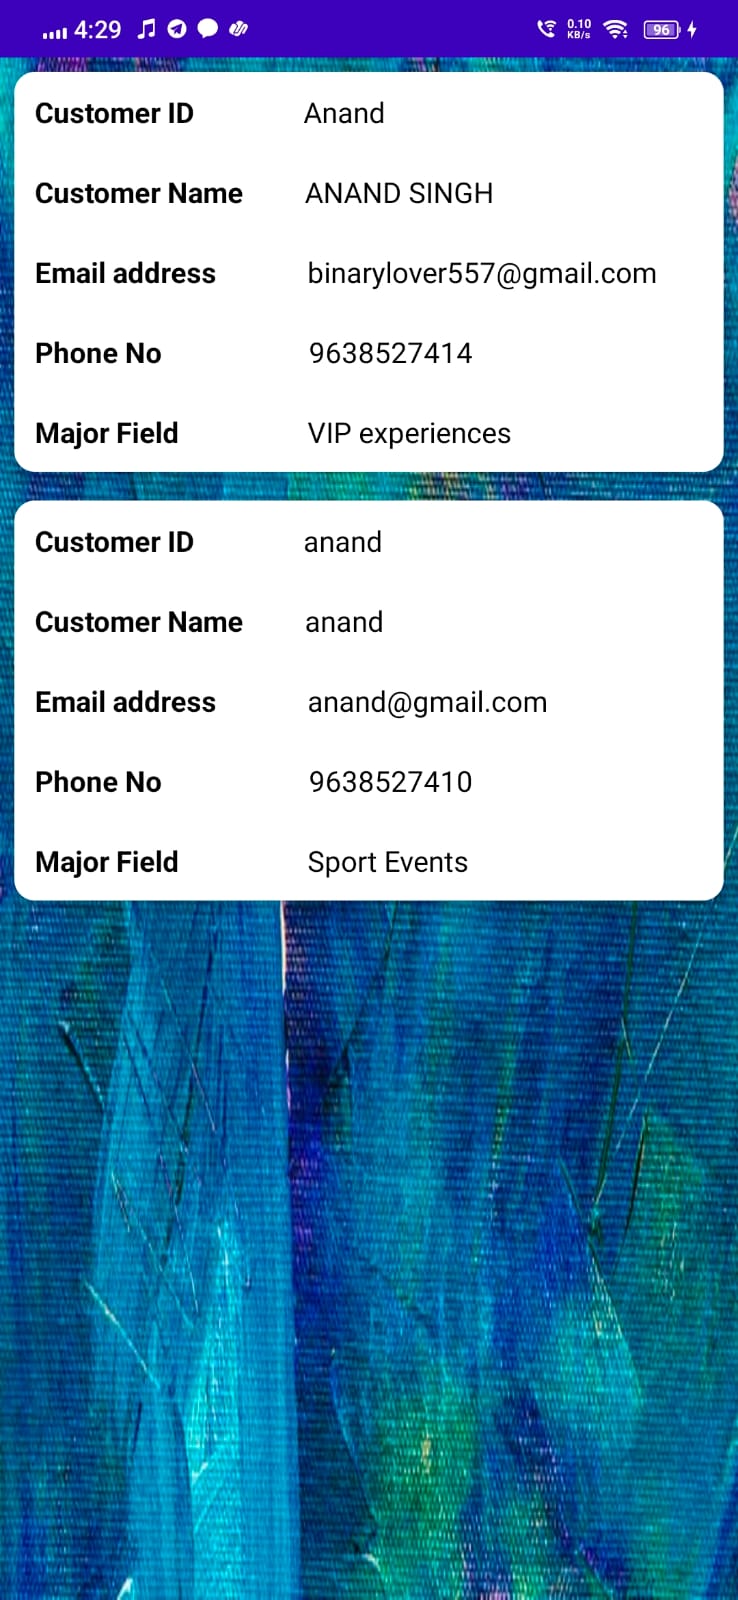 4:29 0.10 KB/s 96
Customer ID Anand
Customer Name ANAND SINGH
Email address binarylover557@gmail.com
Phone No 9638527414
Major Field VIP experiences
Customer ID anand
Customer Name anand
Email address anand@gmail.com
Phone No 9638527410
Major Field Sport Events